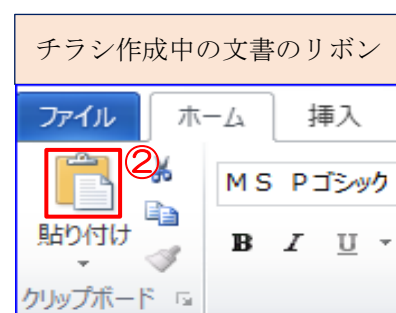 チラシ作成中の文書のリボン
ファイル ホーム 挿入
②
ＭＳ Ｐゴシック
貼り付け
B I U
クリップボード